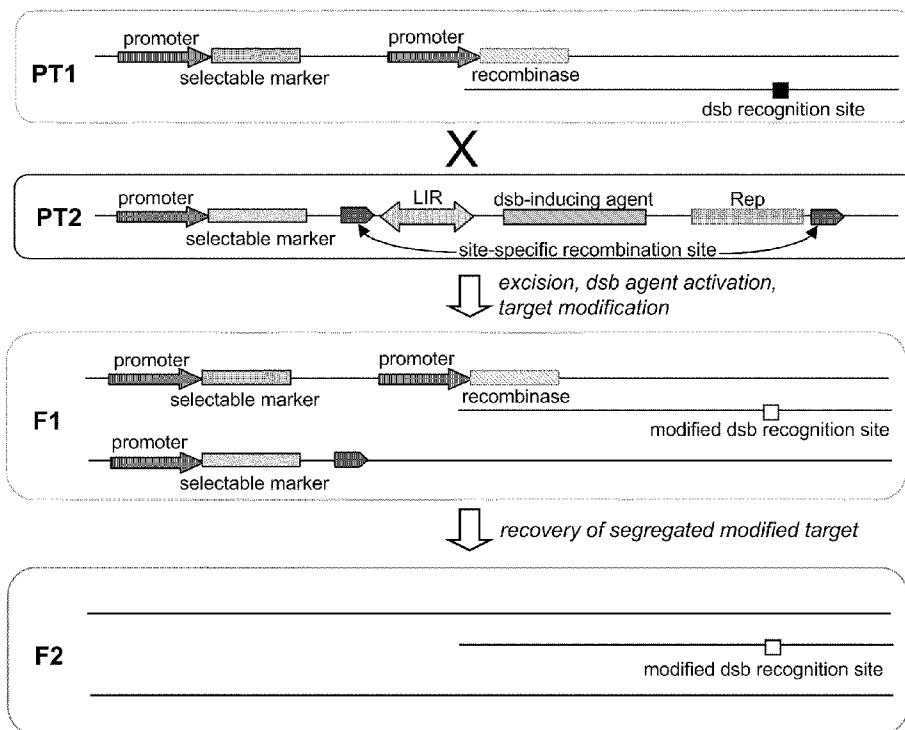 promoter
promoter
PT1
selectable marker
recombinase
dsb recognition site
X
promoter
LIR
dsb-inducing agent
Rep
PT2
selectable marker
site-specific recombination site
excision, dsb agent activation,
target modification
promoter
promoter
selectable marker
recombinase
F1
modified dsb recognition site
promoter
selectable marker
recovery of segregated modified target
F2
modified dsb recognition site